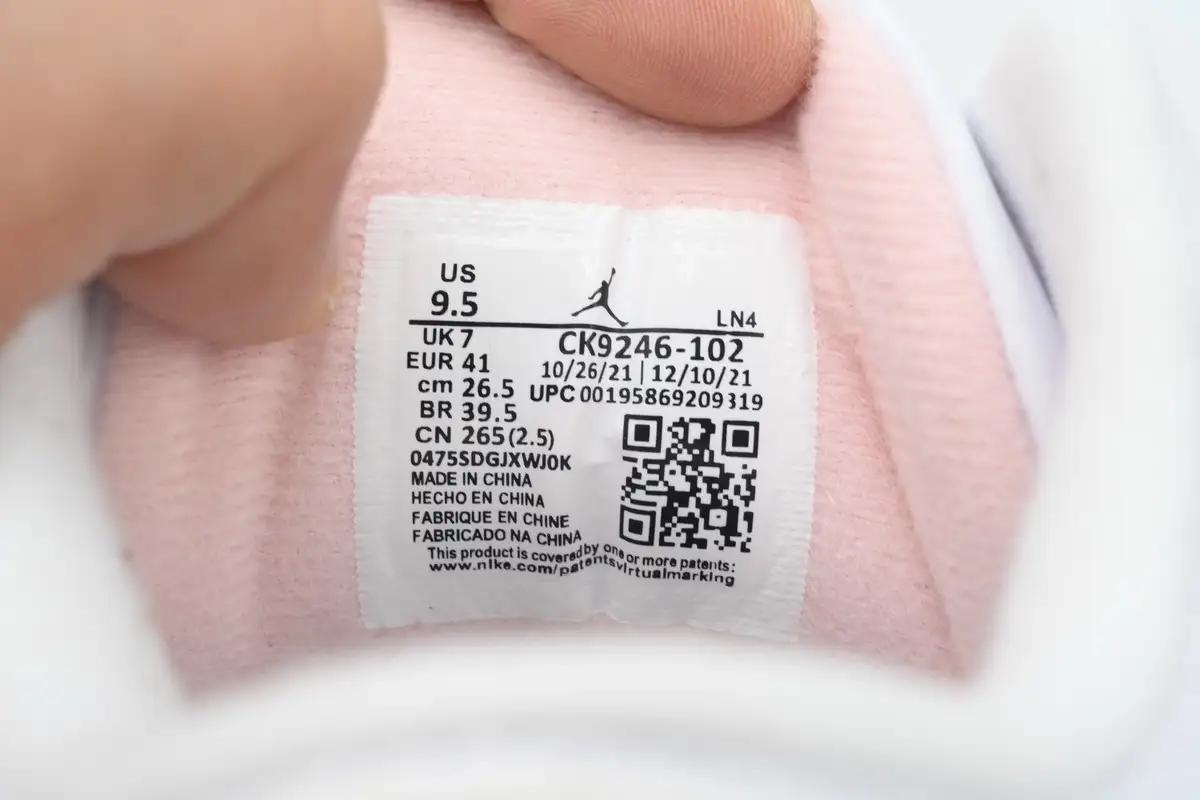 US
9.5
LN4
UK 7
CK9246-102
EUR 41
10/26/21 | 12/10/21
cm 26.5
UPC 00195869209319
BR 39.5
CN 265(2.5)
0475SDGJXWJ0K
MADE IN CHINA
HECHO EN CHINA
FABRIQUE EN CHINE
FABRICADO NA CHINA
This product is covered by one or more patents:
www.nike.com/patentsvirtualmarking